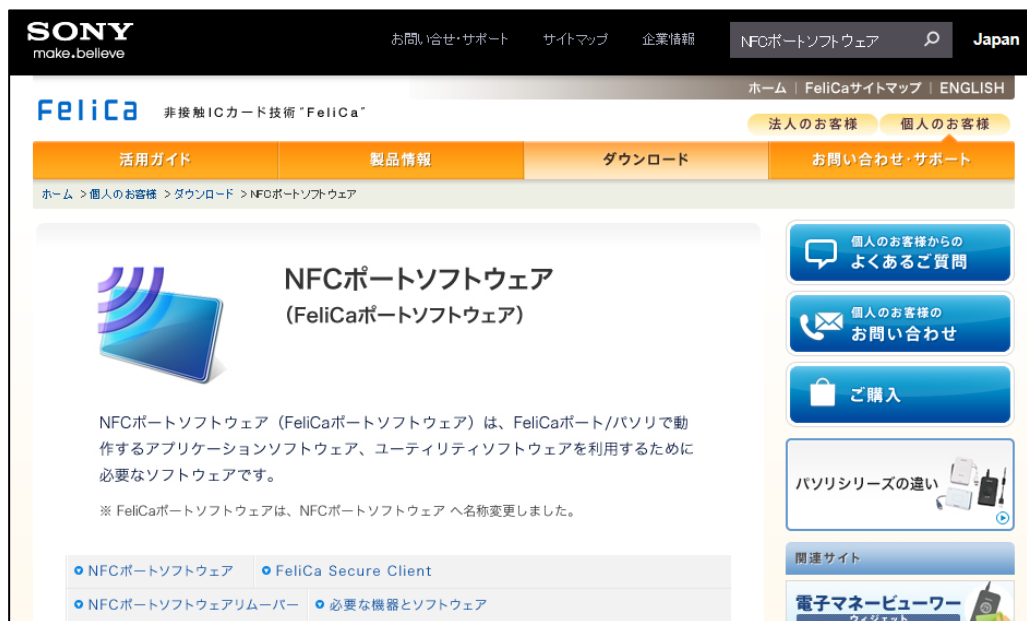 SONY
make.believe
お問い合せ・サポート サイトマップ 企業情報 NFCポートソフトウェア Japan
ホーム | FeliCaサイトマップ | ENGLISH
FeliCa 非接触ICカード技術"FeliCa"
法人のお客様 個人のお客様
活用ガイド 製品情報 ダウンロード お問い合わせ・サポート
ホーム > 個人のお客様 > ダウンロード > NFCポートソフトウェア
NFCポートソフトウェア
(FeliCaポートソフトウェア)
NFCポートソフトウェア(FeliCaポートソフトウェア)は、FeliCaポート/パソリで動
作するアプリケーションソフトウェア、ユーティリティソフトウェアを利用するために
必要なソフトウェアです。
※ FeliCaポートソフトウェアは、NFCポートソフトウェア へ名称変更しました。
NFCポートソフトウェア FeliCa Secure Client
NFCポートソフトウェアリムーバー 必要な機器とソフトウェア
個人のお客様からの
よくあるご質問
個人のお客様の
お問い合わせ
ご購入
パソリシリーズの違い
関連サイト
電子マネービューワー
ウィジェット